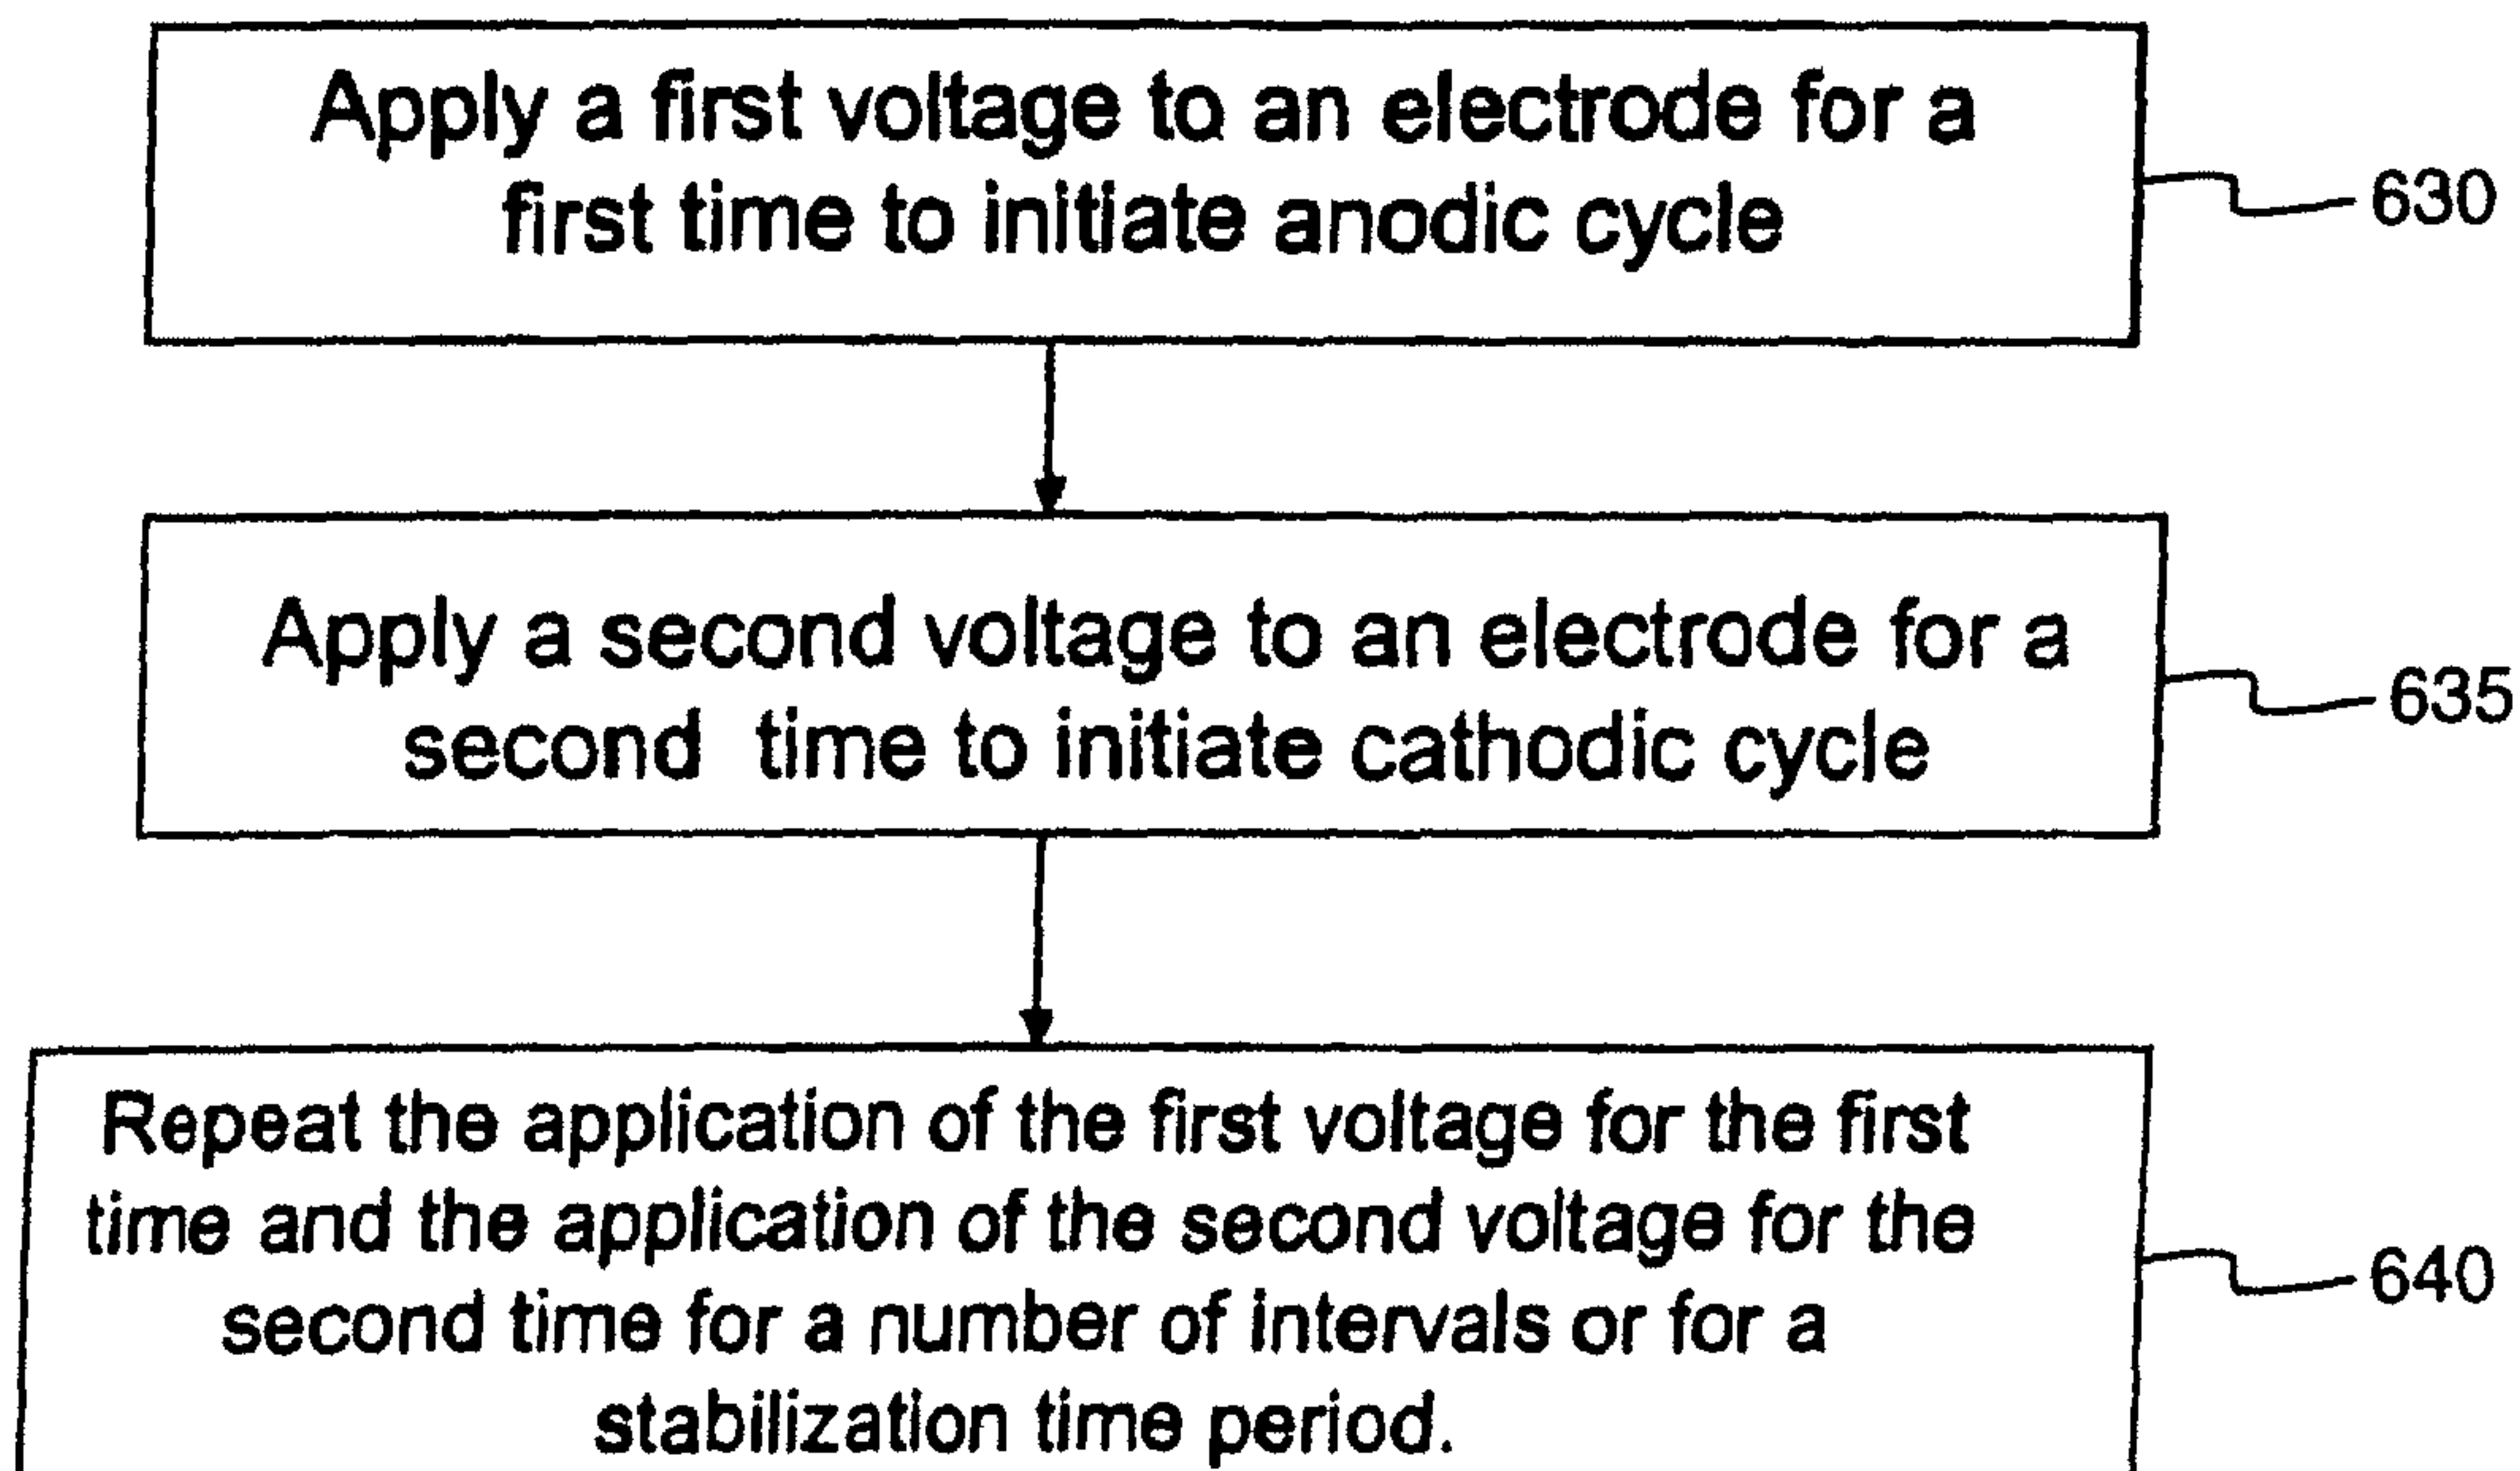 Apply a first voltage to an electrode for a
first time to initiate anodic cycle
630
Apply a second voltage to an electrode for a
second time to initiate cathodic cycle
635
Repeat the application of the first voltage for the first
time and the application of the second voltage for the
second time for a number of intervals or for a
stabilization time period.
640